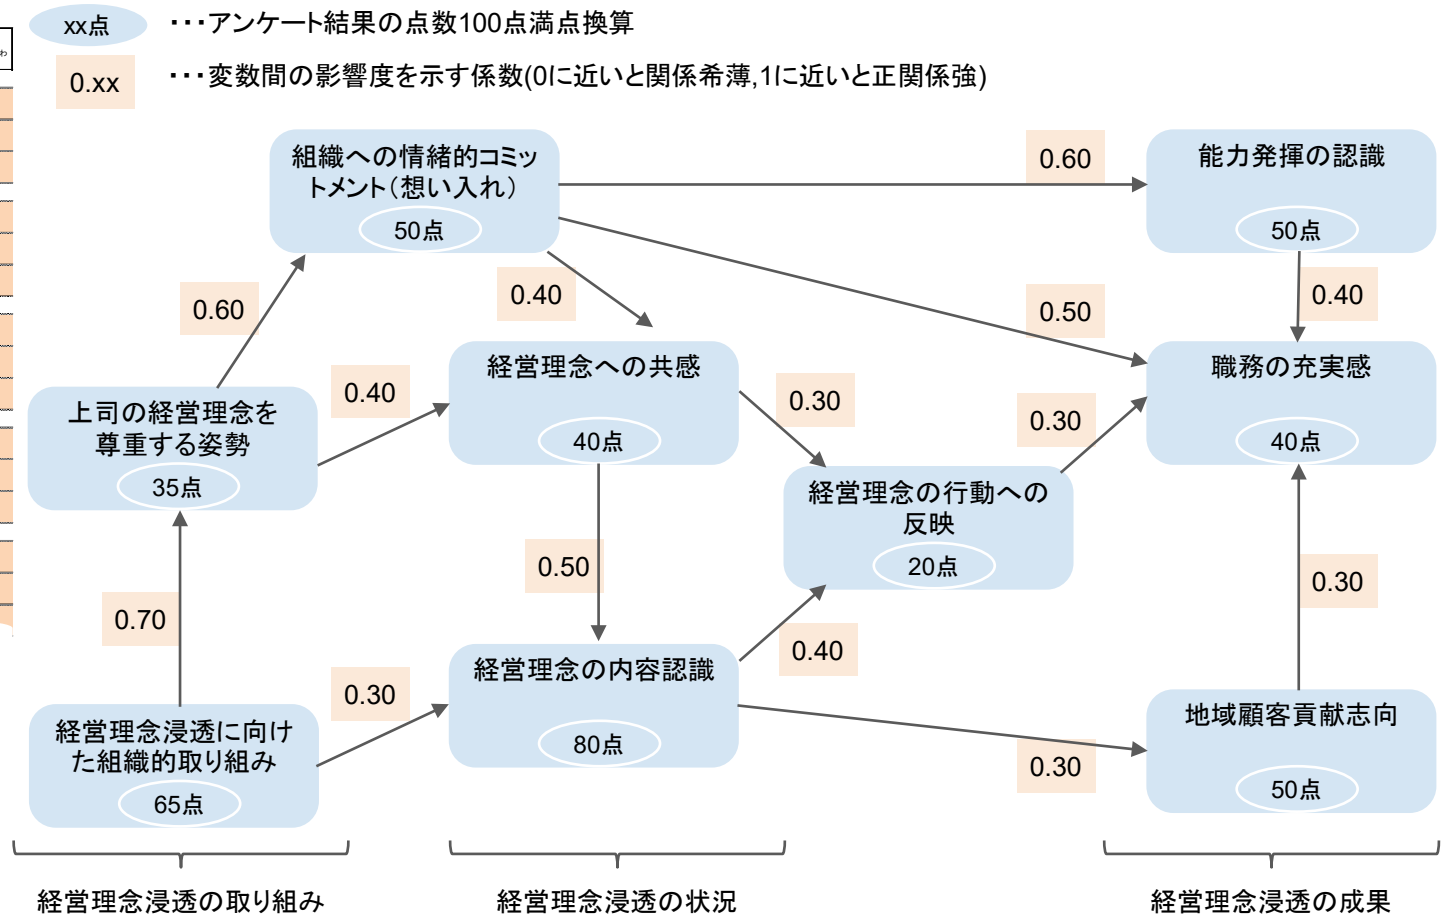 xx点
･･･アンケート結果の点数100点満点換算
わ
0.xx
･･･変数間の影響度を示す係数(0に近いと関係希薄,1に近いと正関係強)
組織への情緒的コミッ
トメント（想い入れ）
50点
0.60
能力発揮の認識
50点
0.60
0.40
0.50
0.40
経営理念への共感
40点
職務の充実感
40点
上司の経営理念を
尊重する姿勢
35点
0.40
0.30
0.30
経営理念の行動への
反映
20点
0.50
0.30
0.70
0.40
経営理念の内容認識
80点
0.30
経営理念浸透に向け
た組織的取り組み
65点
0.30
地域顧客貢献志向
50点
経営理念浸透の取り組み
経営理念浸透の状況
経営理念浸透の成果